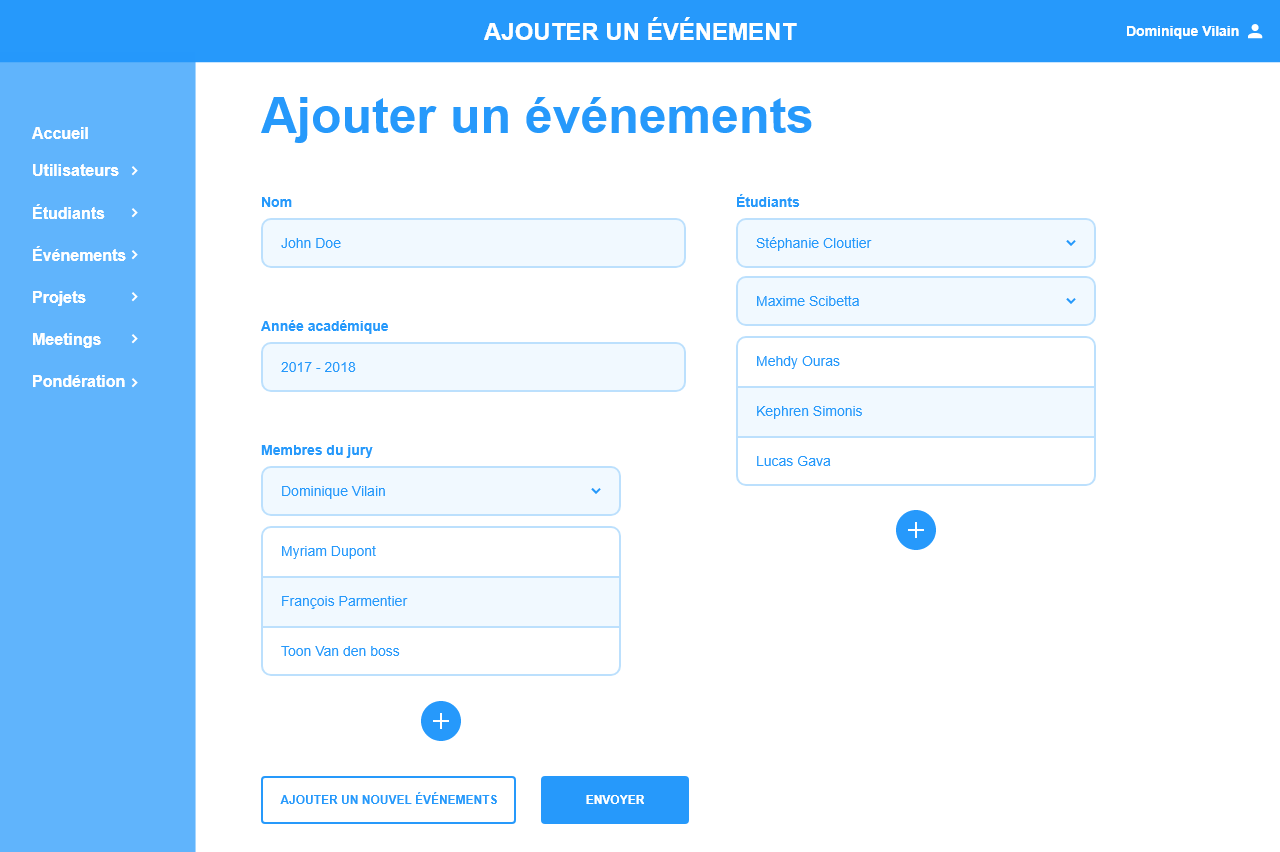 AJOUTER UN ÉVÉNEMENT
Dominique Vilain
Accueil
Utilisateurs
Étudiants
Événements
Projets
Meetings
Pondération
Ajouter un événements
Nom
John Doe
Année académique
2017 - 2018
Membres du jury
Dominique Vilain
Myriam Dupont
François Parmentier
Toon Van den boss
Étudiants
Stéphanie Cloutier
Maxime Scibetta
Mehdy Ouras
Kephren Simonis
Lucas Gava
AJOUTER UN NOUVEL ÉVÉNEMENTS
ENVOYER